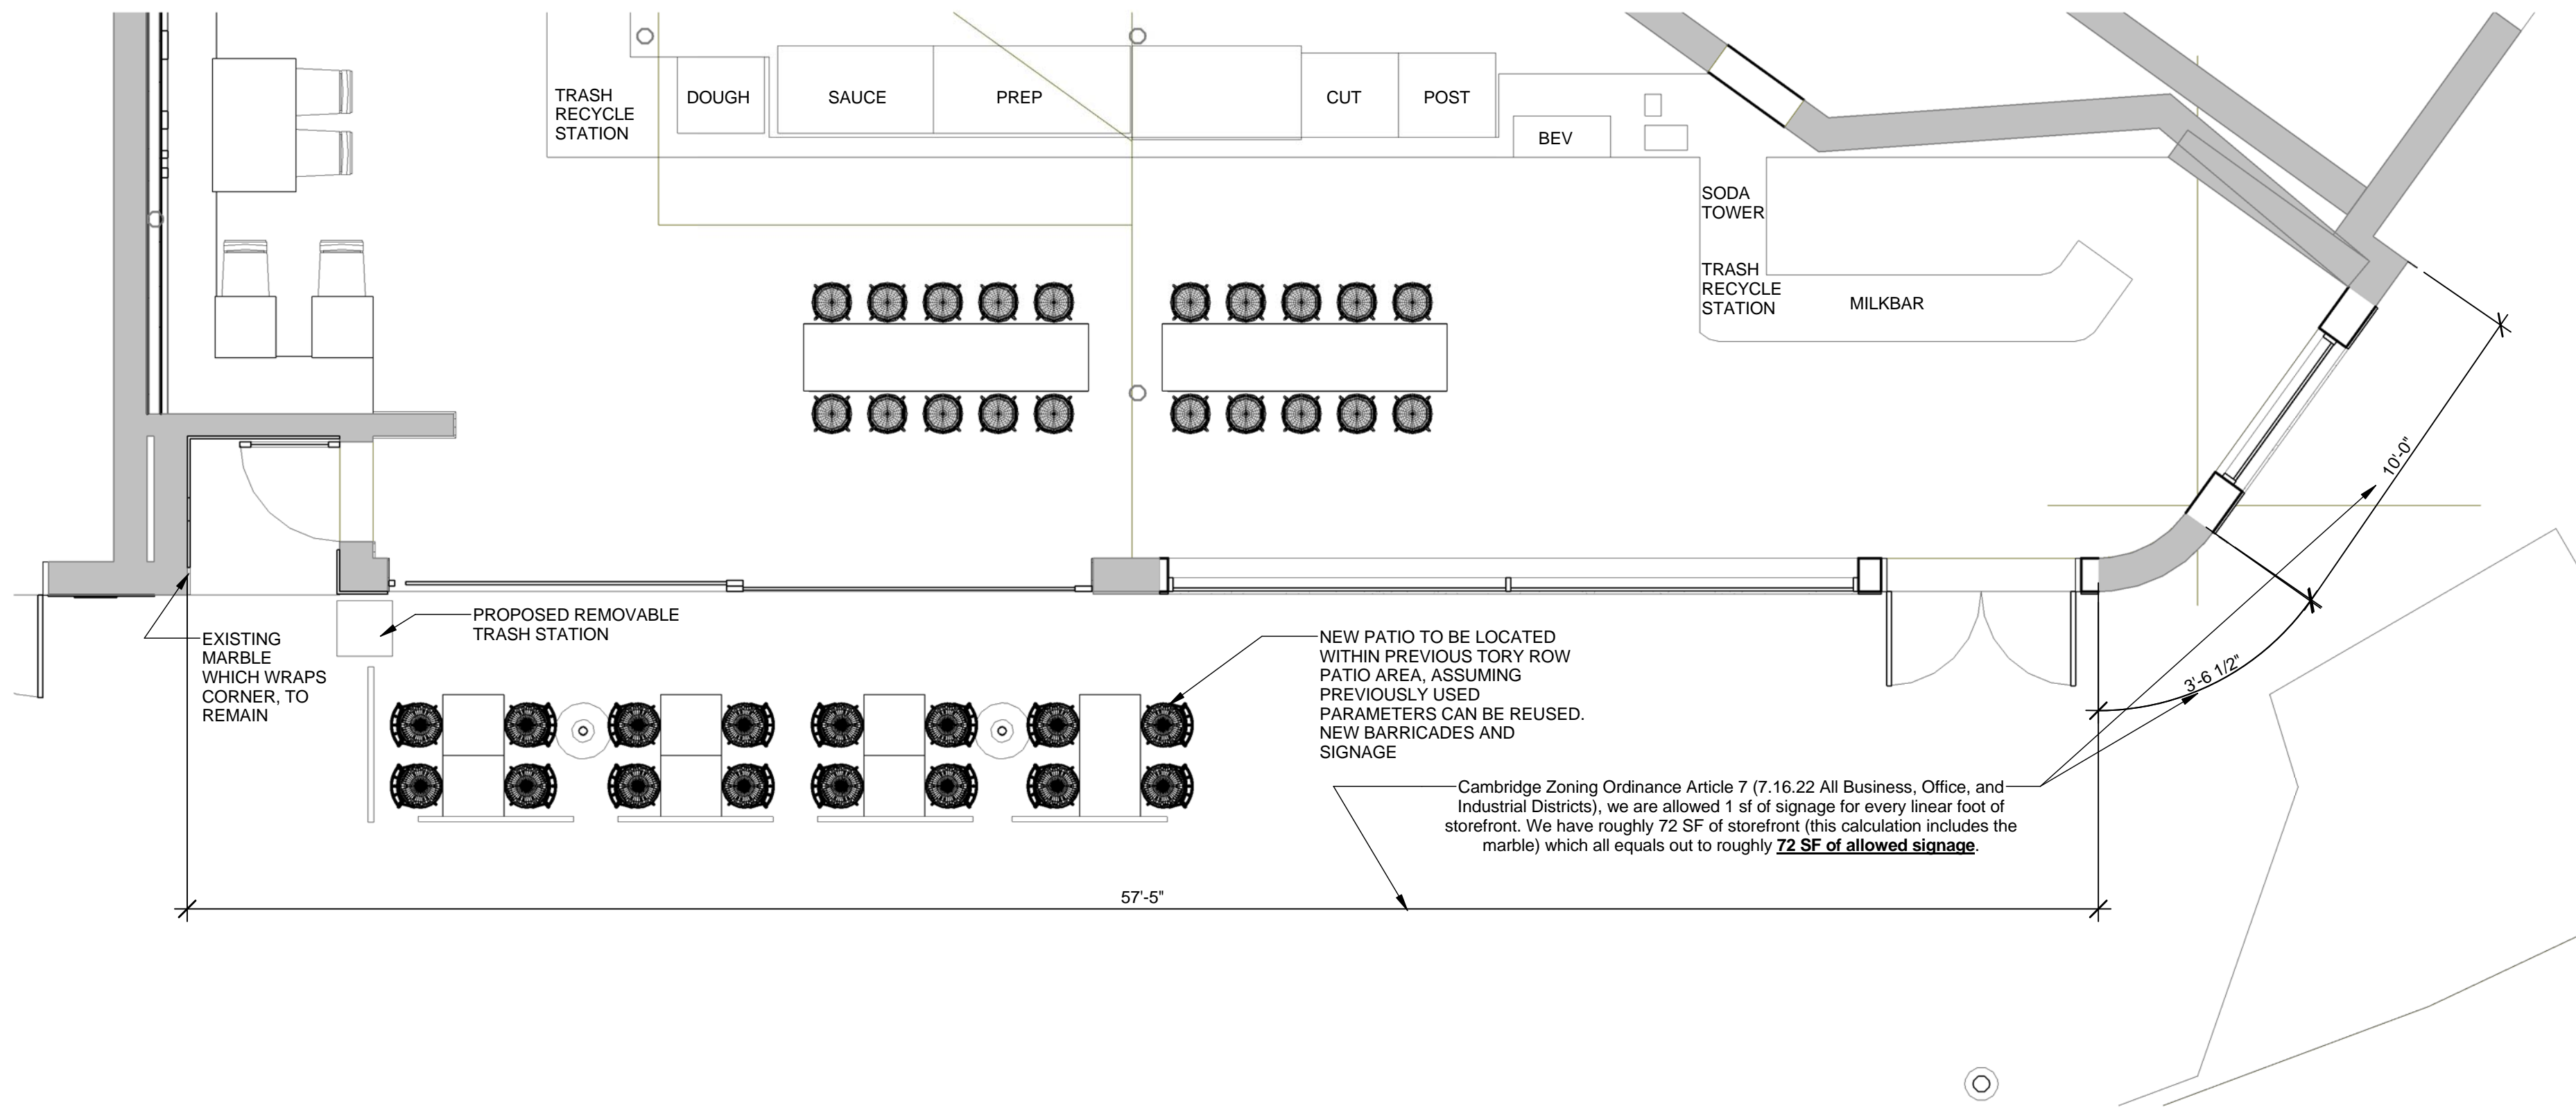 TRASH
RECYCLE
STATION
DOUGH
SAUCE
PREP
CUT
POST
BEV
SODA
TOWER
TRASH
RECYCLE
STATION
MILKBAR
10'-0"
3'-6 1/2"
EXISTING
MARBLE
WHICH WRAPS
CORNER, TO
REMAIN
PROPOSED REMOVABLE
TRASH STATION
NEW PATIO TO BE LOCATED
WITHIN PREVIOUS TORY ROW
PATIO AREA, ASSUMING
PREVIOUSLY USED
PARAMETERS CAN BE REUSED.
NEW BARRICADES AND
SIGNAGE
Cambridge Zoning Ordinance Article 7 (7.16.22 All Business, Office, and
Industrial Districts), we are allowed 1 sf of signage for every linear foot of
storefront. We have roughly 72 SF of storefront (this calculation includes the
marble) which all equals out to roughly 72 SF of allowed signage.
57'-5"